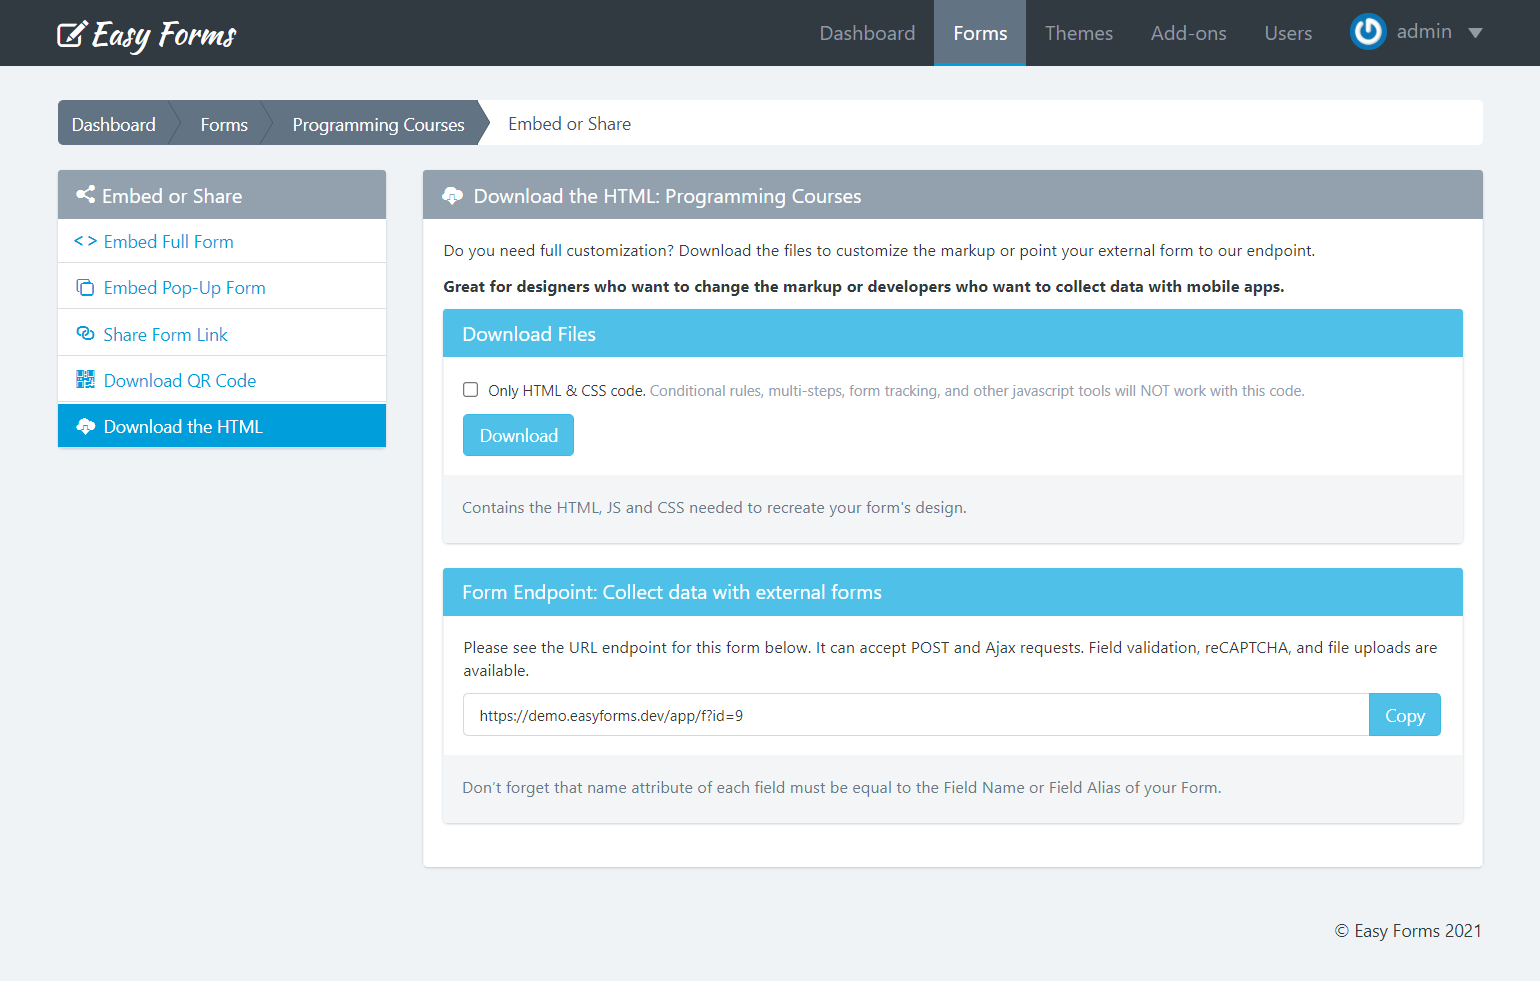 Easy Forms
Dashboard
Forms
Themes
Add-ons
Users
admin
Dashboard
Forms
Programming Courses
Embed or Share
Embed or Share
Embed Full Form
Embed Pop-Up Form
Share Form Link
Download QR Code
Download the HTML
Download the HTML: Programming Courses
Do you need full customization? Download the files to customize the markup or point your external form to our endpoint.
Great for designers who want to change the markup or developers who want to collect data with mobile apps.
Download Files
Only HTML & CSS code. Conditional rules, multi-steps, form tracking, and other javascript tools will NOT work with this code.
Download
Contains the HTML, JS and CSS needed to recreate your form's design.
Form Endpoint: Collect data with external forms
Please see the URL endpoint for this form below. It can accept POST and Ajax requests. Field validation, reCAPTCHA, and file uploads are
available.
https://demo.easyforms.dev/app/f?id=9
Copy
Don’t forget that name attribute of each field must be equal to the Field Name or Field Alias of your Form.
© Easy Forms 2021